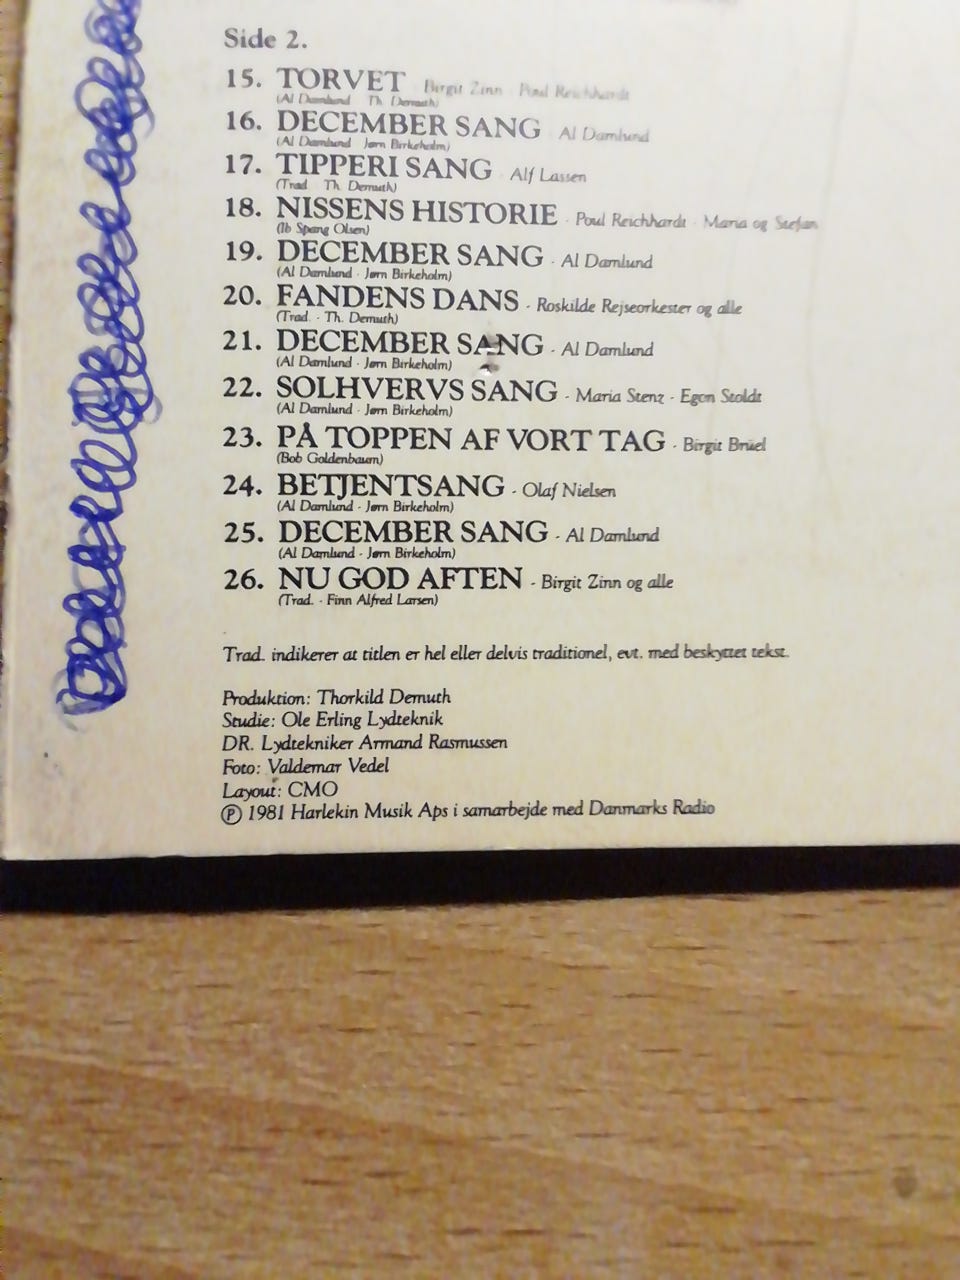 Side 2.
15. TORVET - Birgit Zinn - Poul Reichhardt
(Al Damlund - Th. Demuth)
16. DECEMBER SANG - Al Damlund
(Al Damlund - Jørn Birkeholm)
17. TIPPERI SANG - Alf Lassen
(Trad - Th. Demuth)
18. NISSENS HISTORIE - Poul Reichhardt - Maria og Stefan
(Ib Spang Olsen)
19. DECEMBER SANG - Al Damlund
(Al Damlund - Jørn Birkeholm)
20. FANDENS DANS - Roskilde Rejseorkester og alle
(Trad. - Th. Demuth)
21. DECEMBER SANG - Al Damlund
(Al Damlund - Jørn Birkeholm)
22. SOLHVERVS SANG - Maria Stenz - Egon Stoldt
(Al Damlund - Jørn Birkeholm)
23. PÅ TOPPEN AF VORT TAG - Birgit Brüel
(Bob Goldenbaum)
24. BETJENTSANG - Olaf Nielsen
(Al Damlund - Jørn Birkeholm)
25. DECEMBER SANG - Al Damlund
(Al Damlund - Jørn Birkeholm)
26. NU GOD AFTEN - Birgit Zinn og alle
(Trad. - Finn Alfred Larsen)
Trad. indikerer at titlen er hel eller delvis traditionel, evt. med beskyttet tekst.
Produktion: Thorkild Demuth
Studie: Ole Erling Lydteknik
DR. Lydtekniker Armand Rasmussen
Foto: Valdemar Vedel
Layout: CMO
℗ 1981 Harlekin Musik Aps i samarbejde med Danmarks Radio